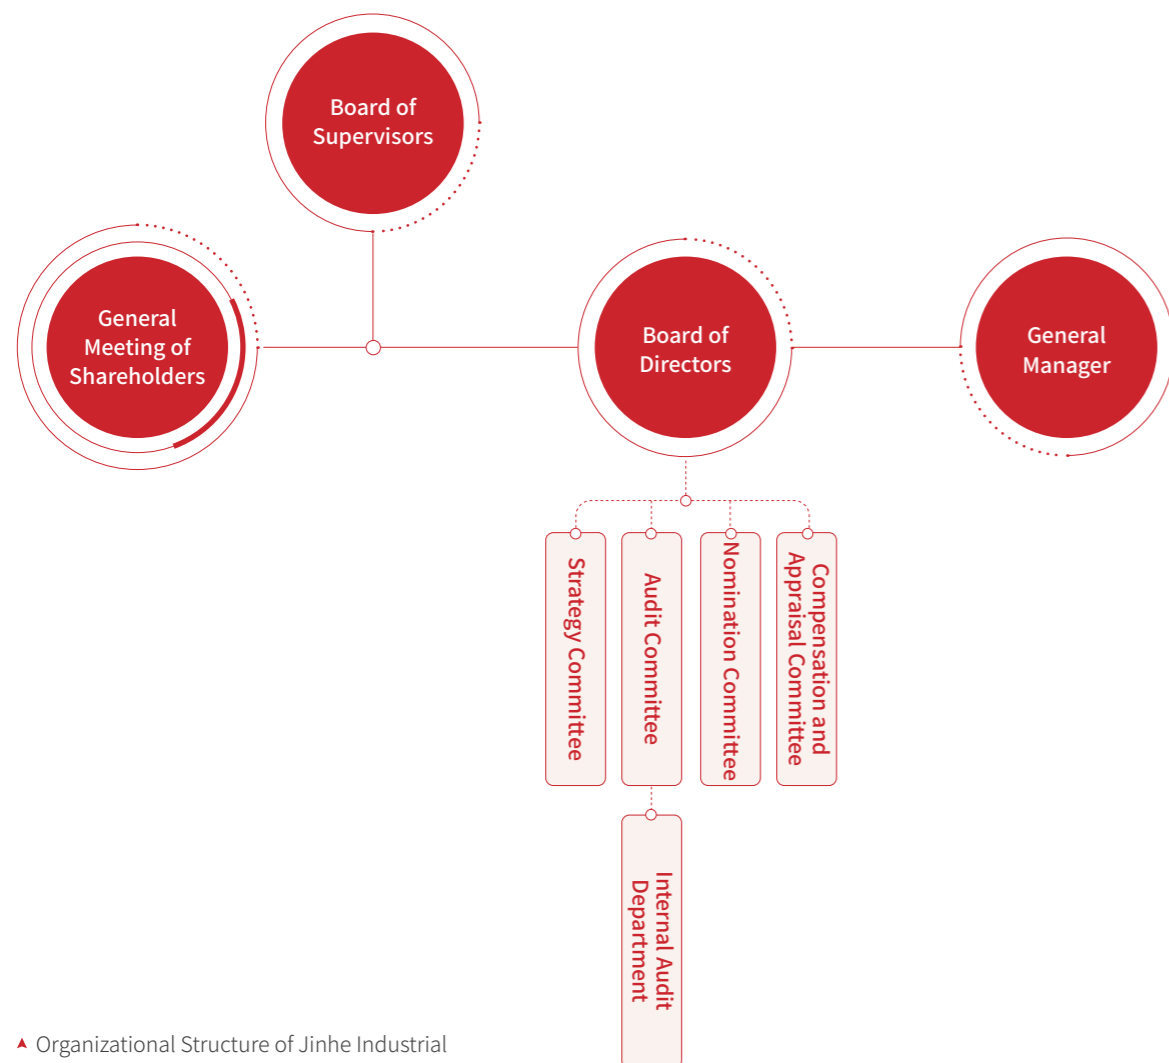 Board of
Supervisors
General
Meeting of
Shareholders
Board of
Directors
General
Manager
Strategy Committee
Audit Committee
Nomination Committee
Compensation and
Appraisal Committee
Internal Audit
Department
Organizational Structure of Jinhe Industrial